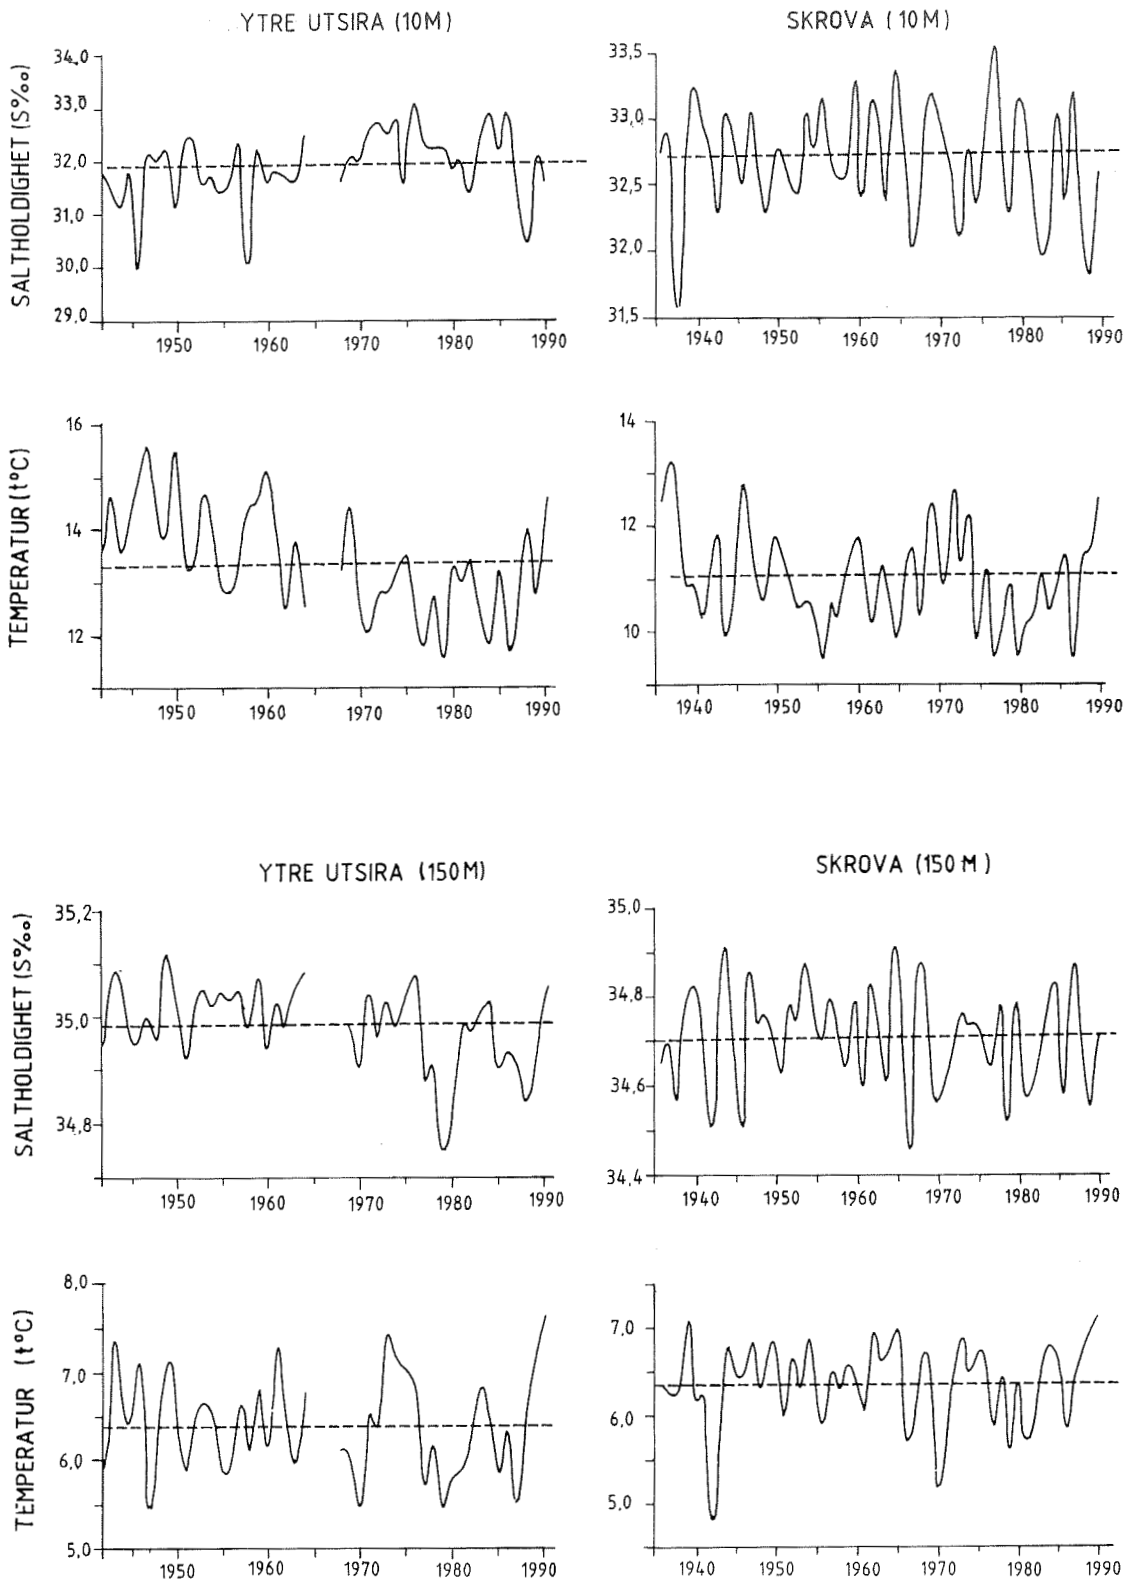 YTRE UTSIRA (10M)
SALTHOLDIGHET (S‰)
34,0
33,0
32,0
31,0
30,0
29,0
1950 1960 1970 1980 1990
SKROVA (10M)
33,5
33,0
32,5
32,0
31,5
1940 1950 1960 1970 1980 1990
TEMPERATUR (t°C)
16
14
12
1950 1960 1970 1980 1990
14
12
10
1940 1950 1960 1970 1980 1990
YTRE UTSIRA (150M)
SALTHOLDIGHET (S‰)
35,2
35,0
34,8
1950 1960 1970 1980 1990
SKROVA (150M)
35,0
34,8
34,6
34,4
1940 1950 1960 1970 1980 1990
TEMPERATUR (t°C)
8,0
7,0
6,0
5,0
1950 1960 1970 1980 1990
7,0
6,0
5,0
1940 1950 1960 1970 1980 1990